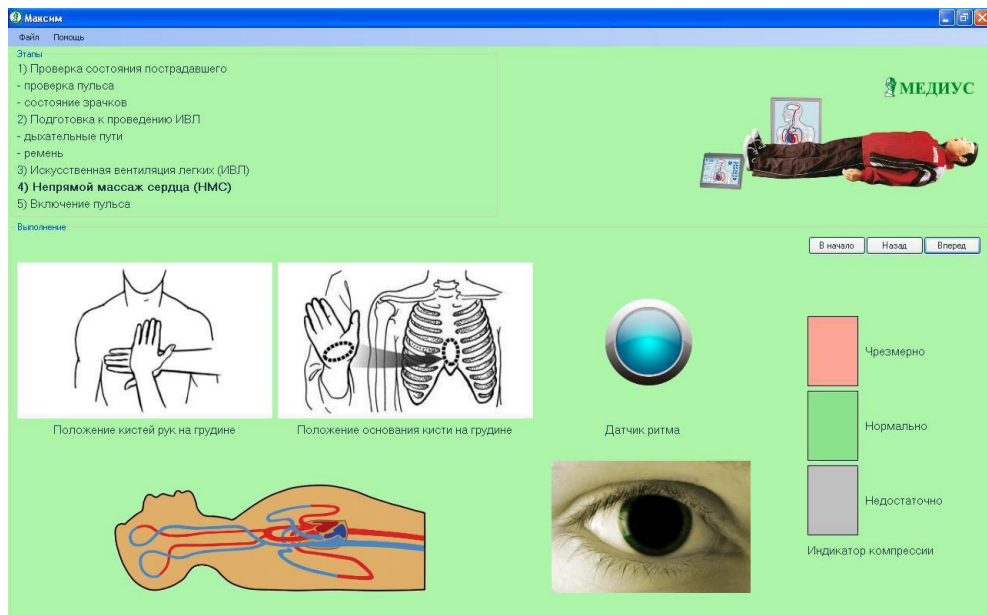 Максим
Файл Помощь
Этапы
1) Проверка состояния пострадавшего
- проверка пульса
- состояние зрачков
2) Подготовка к проведению ИВЛ
- дыхательные пути
- ремень
3) Искусственная вентиляция легких (ИВЛ)
4) Непрямой массаж сердца (НМС)
5) Включение пульса
МЕДИУС
Выполнение
В начало Назад Вперед
Чрезмерно
Нормально
Недостаточно
Индикатор компрессии
Положение кистей рук на грудине
Положение основания кисти на грудине
Датчик ритма